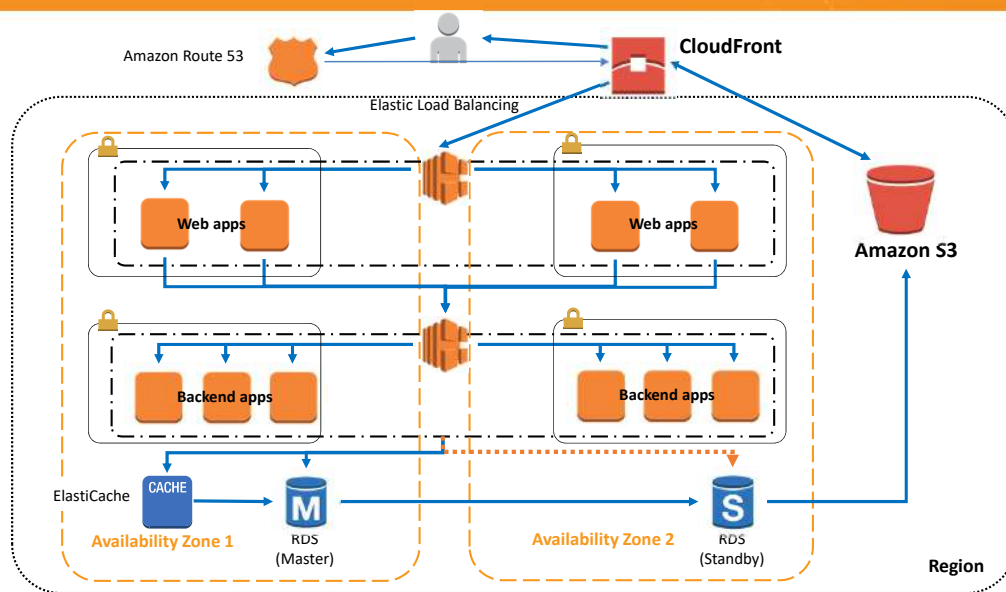 CloudFront
Amazon Route 53
Elastic Load Balancing
Web apps
Web apps
Amazon S3
Backend apps
Backend apps
ElastiCache
CACHE
M
S
Availability Zone 1
RDS
(Master)
Availability Zone 2
RDS
(Standby)
Region